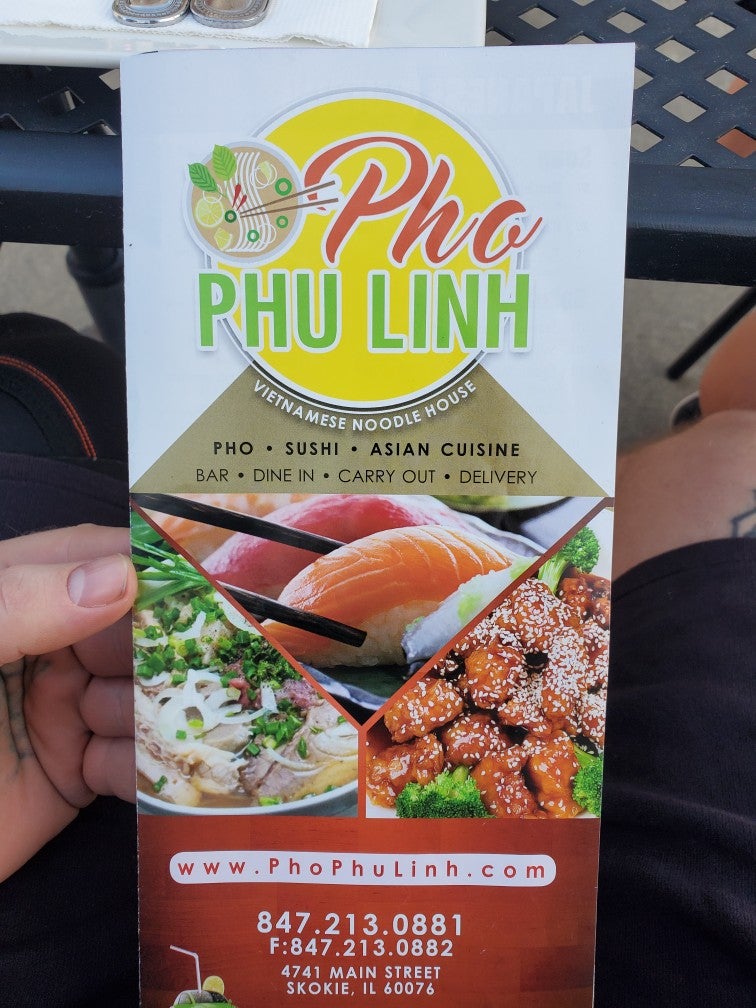 Pho
PHU LINH
VIETNAMESE NOODLE HOUSE
PHO • SUSHI • ASIAN CUISINE
BAR • DINE IN • CARRY OUT • DELIVERY
www.PhoPhuLinh.com
847.213.0881
F:847.213.0882
4741 MAIN STREET
SKOKIE, IL 60076